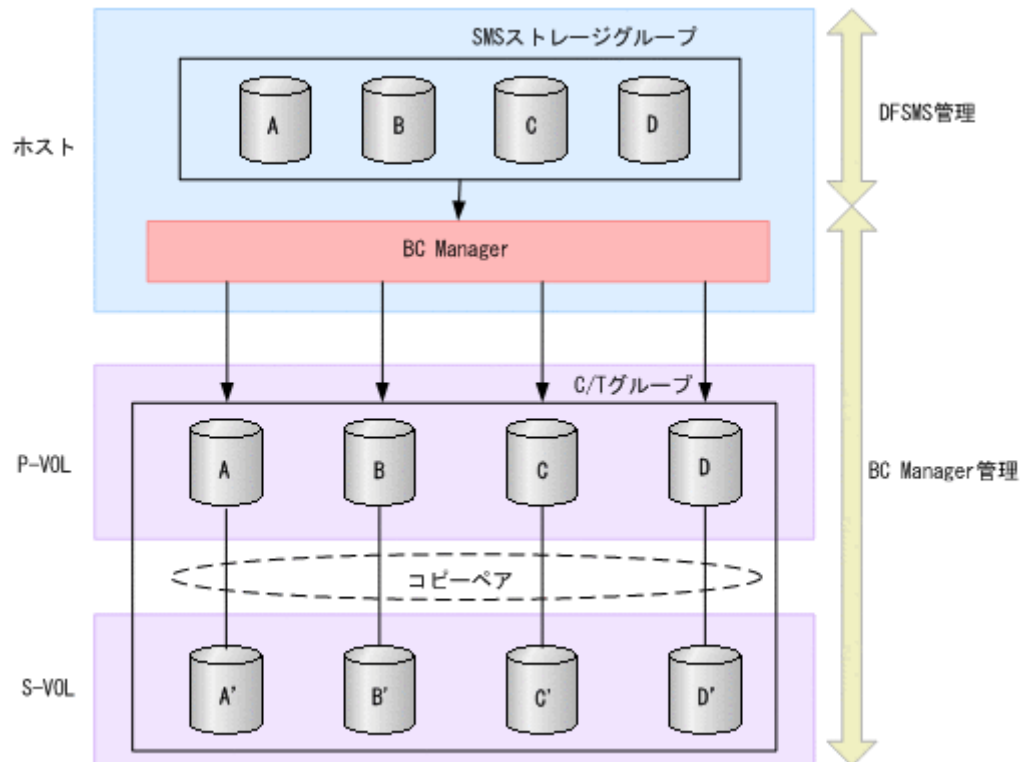 SMSストレージグループ
A B C D
DFSMS管理
ホスト
BC Manager
C/Tグループ
A B C D
P-VOL
BC Manager管理
コピーペア
A' B' C' D'
S-VOL